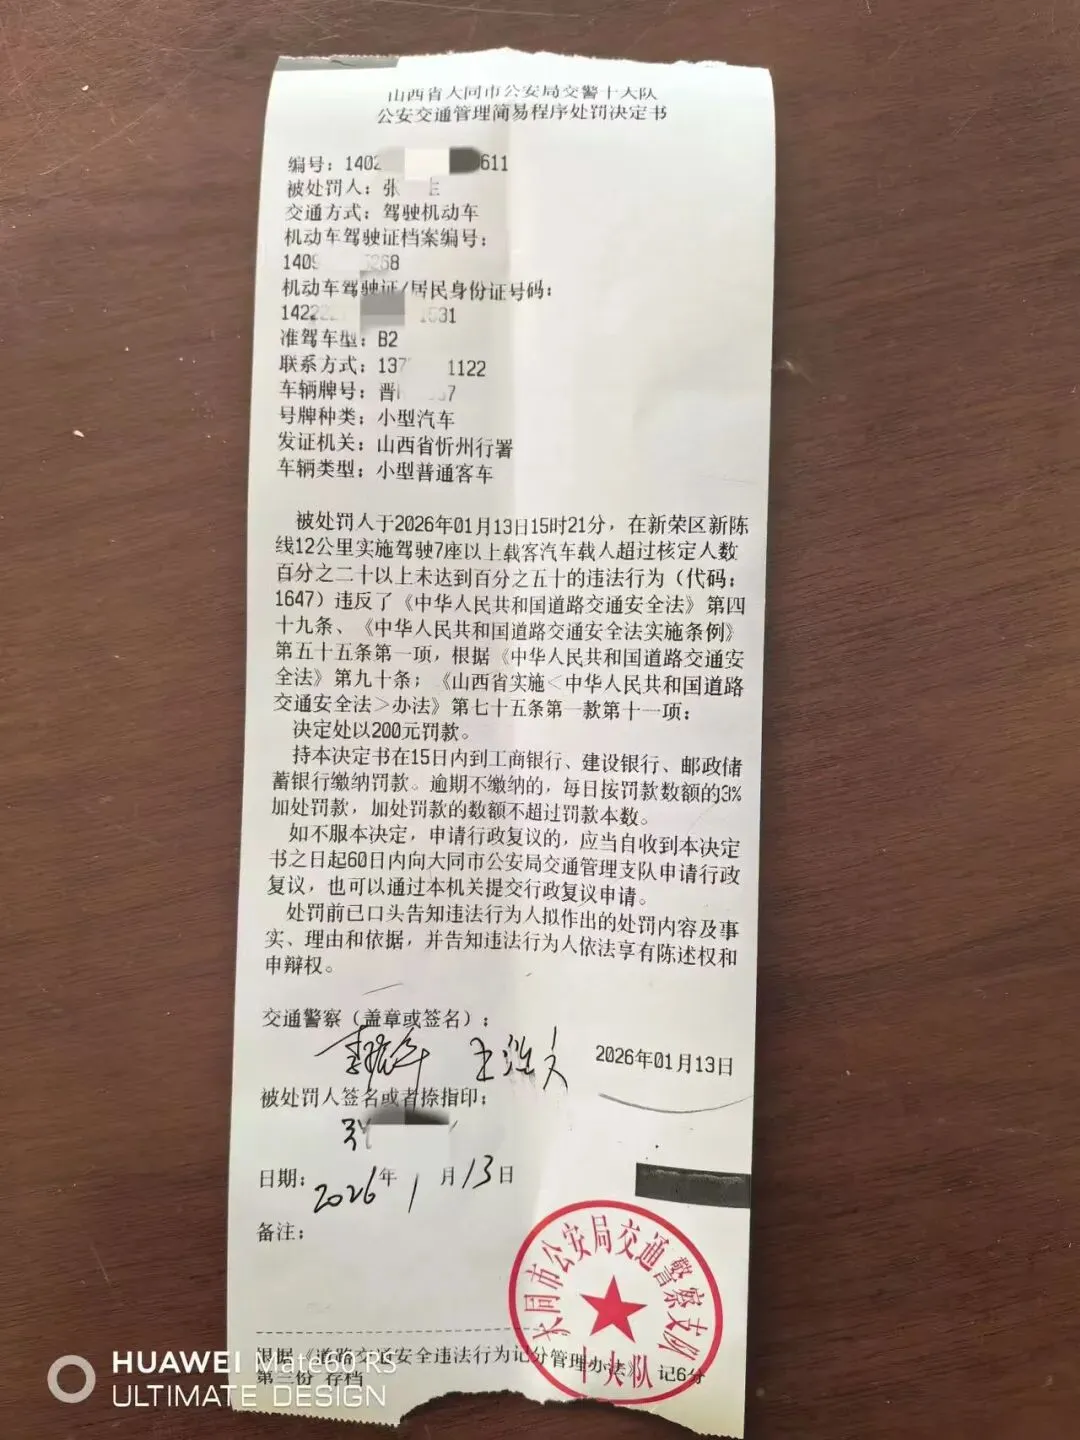 山西省大同市公安局交警十大队
公安交通管理简易程序处罚决定书
编号：1402 611
被处罚人：张
交通方式：驾驶机动车
机动车驾驶证档案编号：
1409 268
机动车驾驶证/居民身份证号码：
14222 1531
准驾车型：B2
联系方式：137 1122
车辆牌号：晋 7
号牌种类：小型汽车
发证机关：山西省忻州行署
车辆类型：小型普通客车
被处罚人于2026年01月13日15时21分，在新荣区新陈
线12公里实施驾驶7座以上载客汽车载人超过核定人数
百分之二十以上未达到百分之五十的违法行为（代码：
1647）违反了《中华人民共和国道路交通安全法》第四
十九条、《中华人民共和国道路交通安全法实施条例》
第五十五条第一项，根据《中华人民共和国道路交通安
全法》第九十条；《山西省实施<中华人民共和国道路
交通安全法>办法》第七十五条第一款第十一项：
决定处以200元罚款。
持本决定书在15日内到工商银行、建设银行、邮政储
蓄银行缴纳罚款。逾期不缴纳的，每日按罚款数额的3%
加处罚款，加处罚款的数额不超过罚款本数。
如不服本决定，申请行政复议的，应当自收到本决定
书之日起60日内向大同市公安局交通管理支队申请行政
复议，也可以通过本机关提交行政复议申请。
处罚前已口头告知违法行为人拟作出的处罚内容及事
实、理由和依据，并告知违法行为人依法享有陈述权和
申辩权。
交通警察（盖章或签名）：
2026年01月13日
被处罚人签名或者捺指印：
日期：2026年1月13日
备注：
大同市公安局交通警察支队
十大队
根据《道路交通安全违法行为记分管理办法》，记6分
第三份 存档
HUAWEI Mate60 RS
ULTIMATE DESIGN